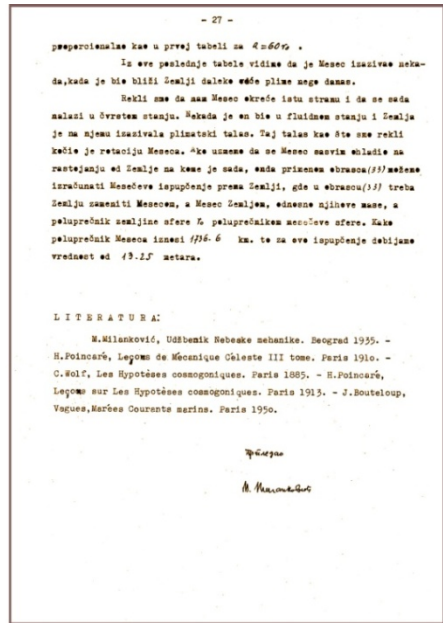 - 27 -
proporcionalne kao u prvoj tabeli za 2=60 r₀ .
Iz ove poslednje tabele vidimo da je Mesec izazivao neka-
da,kada je bio bliži Zemlji daleko veće plime nego danas.
Rekli smo da nam Mesec okreće istu stranu i da se sada
nalazi u čvrstom stanju. Nekada je on bio u fluidnom stanju i Zemlja
je na njemu izazivala plimatski talas. Taj talas kao što smo rekli
kočio je rotaciju Meseca. Ako uzmemo da se Mesec sasvim ohladio na
rastojanju od Zemlje na kome je sada, onda primenom obrasca(33)možemo
izračunati Mesečevo ispupčenje prema Zemlji, gde u obrascu(33) treba
Zemlju zameniti Mesecom, a Mesec Zemljom, odnosno njihove mase, a
poluprečnik zemljine sfere r₀ poluprečnikom mesečeve sfere. Kako
poluprečnik Meseca iznosi 1736.6 km. to za ovo ispupčenje dobijamo
vrednost od 19.25 metara.
LITERATURA:
M.Milanković, Udžbenik Nebeske mehanike. Beograd 1935. -
H.Poincaré, Leçons de Mécanique Céleste III tome. Paris 1910. -
C.Wolf, Les Hypothèses cosmogoniques. Paris 1885. - H.Poincaré,
Leçons sur Les Hypothèses cosmogoniques. Paris 1913. - J.Bouteloup,
Vagues,Marées Courants marins. Paris 1950.